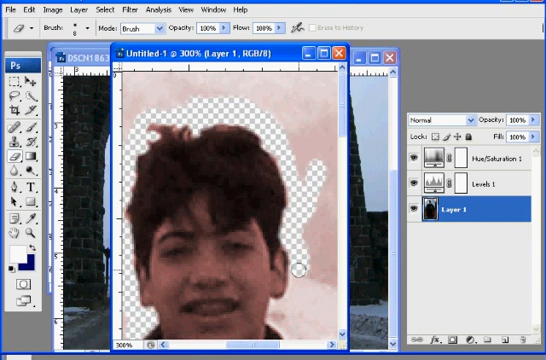 File Edit Image Layer Select Filter Analysis View Window Help
Brush: 8 Mode: Brush Opacity: 100% Flow: 100% Erase to History
DSCN1863
Untitled-1 @ 300% (Layer 1, RGB/8)
Ps
Normal Opacity: 100%
Lock: Fill: 100%
Hue/Saturation 1
Levels 1
Layer 1
300%